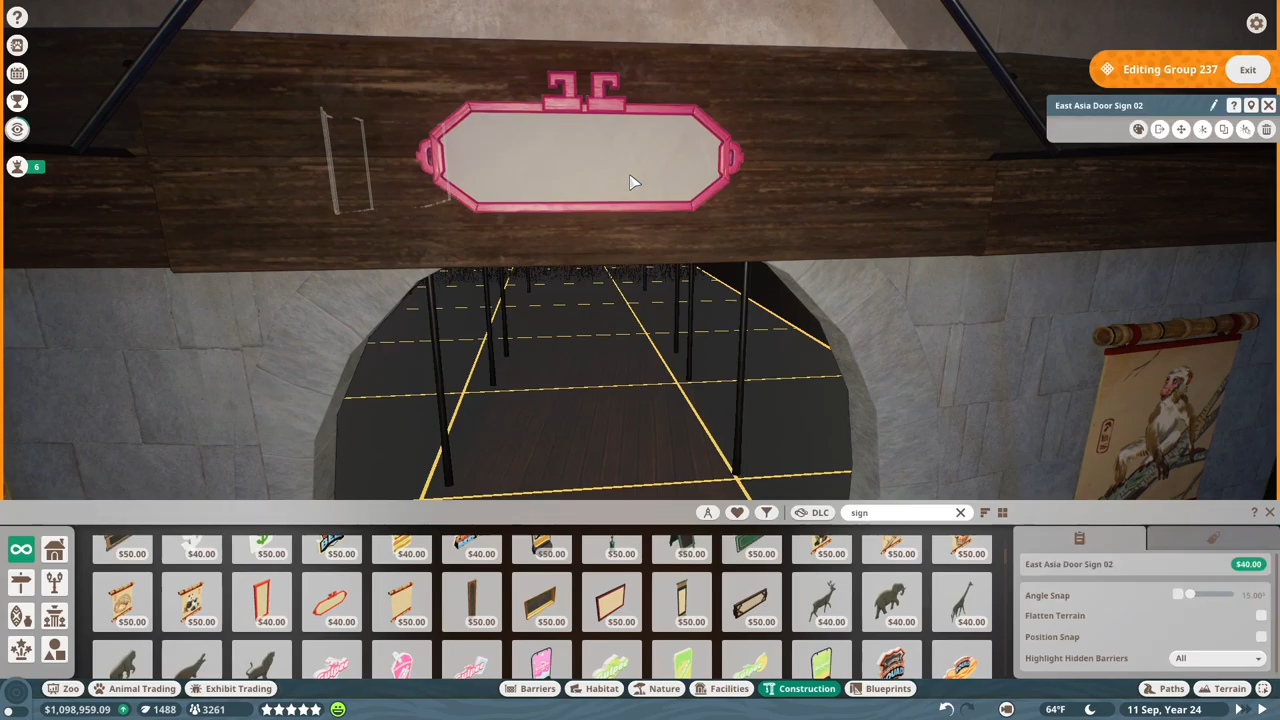 Editing Group 237
Exit
East Asia Door Sign 02
?
6
DLC
sign
?
$50.00 $40.00 $50.00 $50.00 $40.00 $40.00 $50.00 $50.00 $50.00 $50.00 $50.00 $50.00 $50.00
$50.00 $50.00 $40.00 $40.00 $50.00 $50.00 $50.00 $50.00 $50.00 $50.00 $40.00 $40.00 $40.00
East Asia Door Sign 02 $40.00
Angle Snap 15.00°
Flatten Terrain
Position Snap
Highlight Hidden Barriers All
Zoo Animal Trading Exhibit Trading Barriers Habitat Nature Facilities Construction Blueprints Paths Terrain
$1,098,959.09 1488 3261 64°F 11 Sep, Year 24